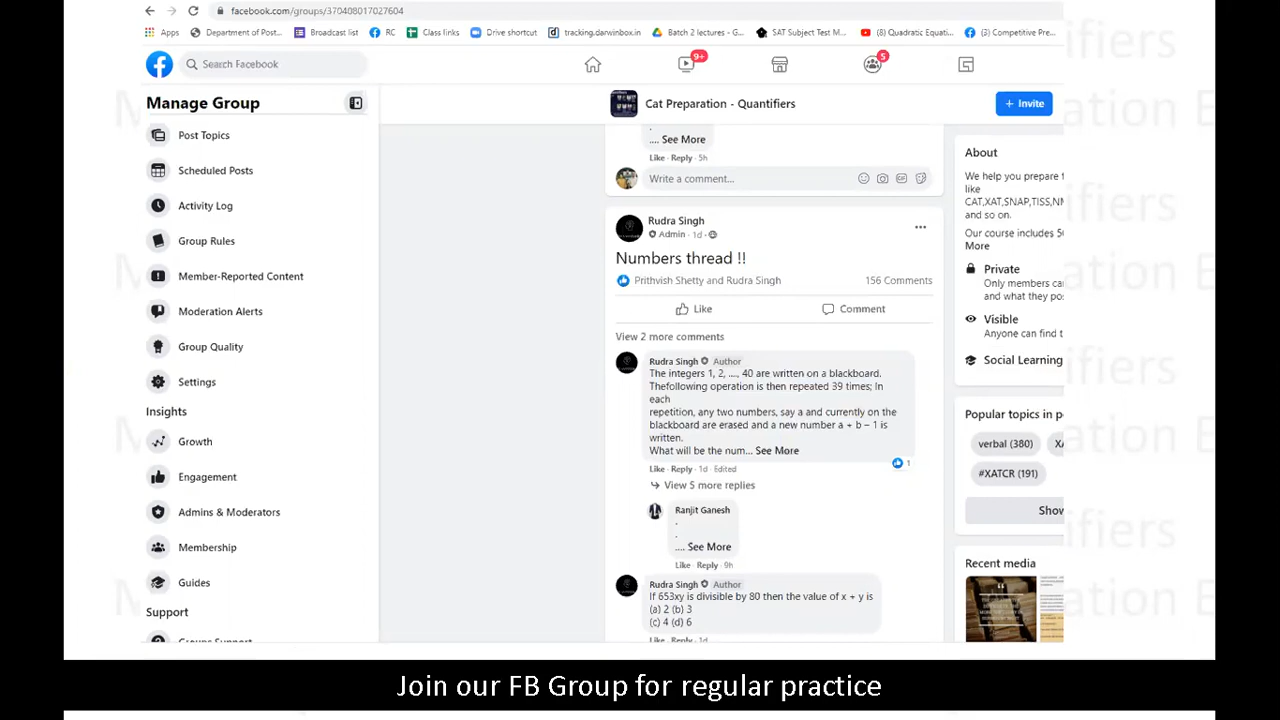 facebook.com/groups/370408017027604
Apps
Department of Post...
Broadcast list
RC
Class links
Drive shortcut
tracking.darwinbox.in
Batch 2 lectures - G...
SAT Subject Test M...
(8) Quadratic Equati...
(3) Competitive Pre...
Search Facebook
9+
5
Manage Group
Cat Preparation - Quantifiers
+ Invite
Post Topics
Scheduled Posts
Activity Log
Group Rules
Member-Reported Content
Moderation Alerts
Group Quality
Settings
Insights
Growth
Engagement
Admins & Moderators
Membership
Guides
Support
Groups Support
.
.... See More
Like · Reply · 5h
Write a comment...
Rudra Singh
Admin · 1d ·
Numbers thread !!
Prithvish Shetty and Rudra Singh
156 Comments
Like
Comment
View 2 more comments
Rudra Singh Author
The integers 1, 2, ...., 40 are written on a blackboard.
Thefollowing operation is then repeated 39 times; In
each
repetition, any two numbers, say a and currently on the
blackboard are erased and a new number a + b – 1 is
written.
What will be the num... See More
1
Like · Reply · 1d · Edited
View 5 more replies
Ranjit Ganesh
.
.
.... See More
Like · Reply · 9h
Rudra Singh Author
If 653xy is divisible by 80 then the value of x + y is
(a) 2 (b) 3
(c) 4 (d) 6
Like · Reply · 1d
About
We help you prepare
like
CAT,XAT,SNAP,TISS,NM
and so on.
Our course includes
More
Private
Only members
and what they
Visible
Anyone can find
Social Learning
Popular topics in
verbal (380)
#XATCR (191)
Recent media
Join our FB Group for regular practice